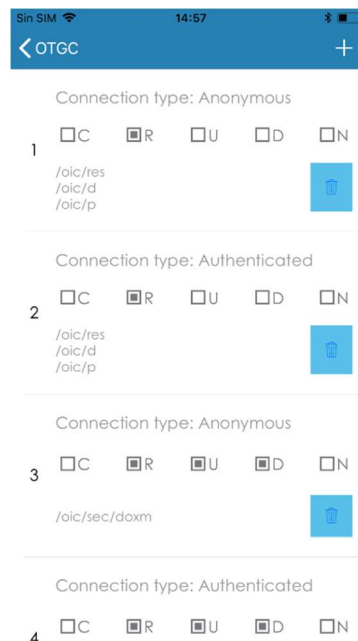 Sin SIM 14:57
OTGC +
Connection type: Anonymous
1 C R U D N
/oic/res
/oic/d
/oic/p
Connection type: Authenticated
2 C R U D N
/oic/res
/oic/d
/oic/p
Connection type: Anonymous
3 C R U D N
/oic/sec/doxm
Connection type: Authenticated
4 C R U D N